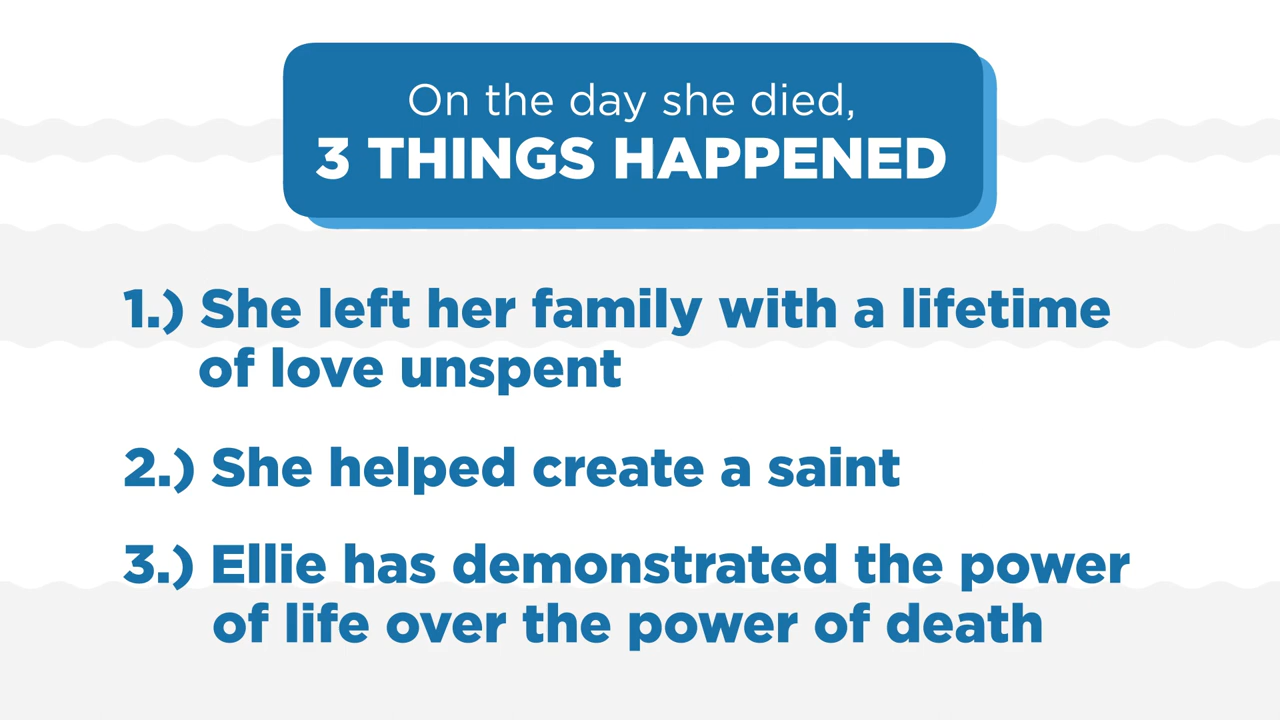 On the day she died,
3 THINGS HAPPENED
1.) She left her family with a lifetime
of love unspent
2.) She helped create a saint
3.) Ellie has demonstrated the power
of life over the power of death